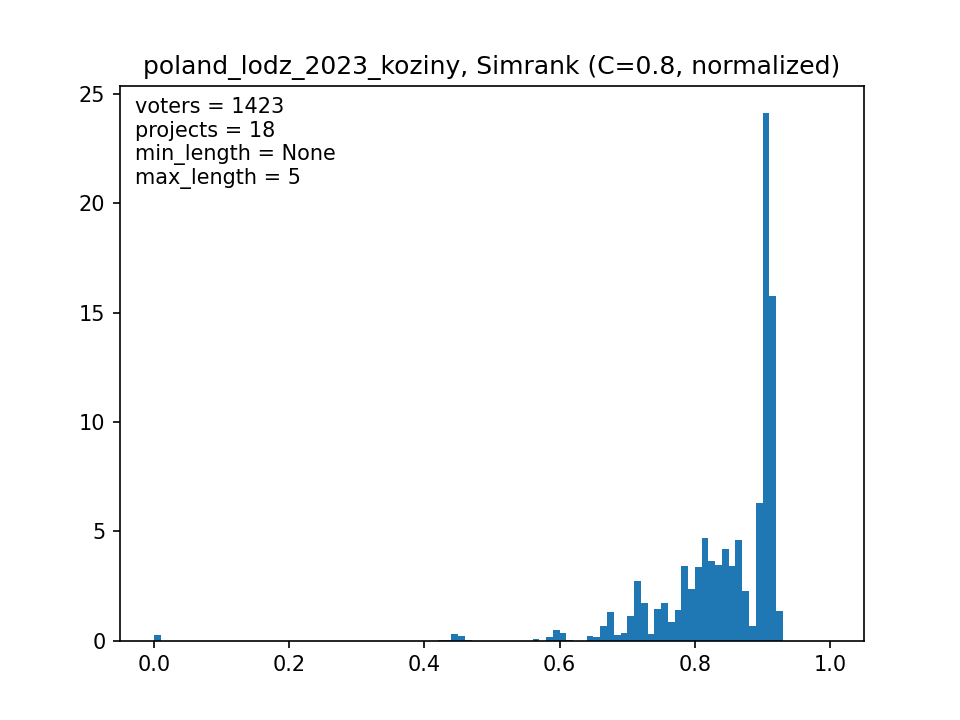 poland_lodz_2023_koziny, Simrank (C=0.8, normalized)
voters = 1423
projects = 18
min_length = None
max_length = 5
25
20
15
10
5
0
0.0 0.2 0.4 0.6 0.8 1.0